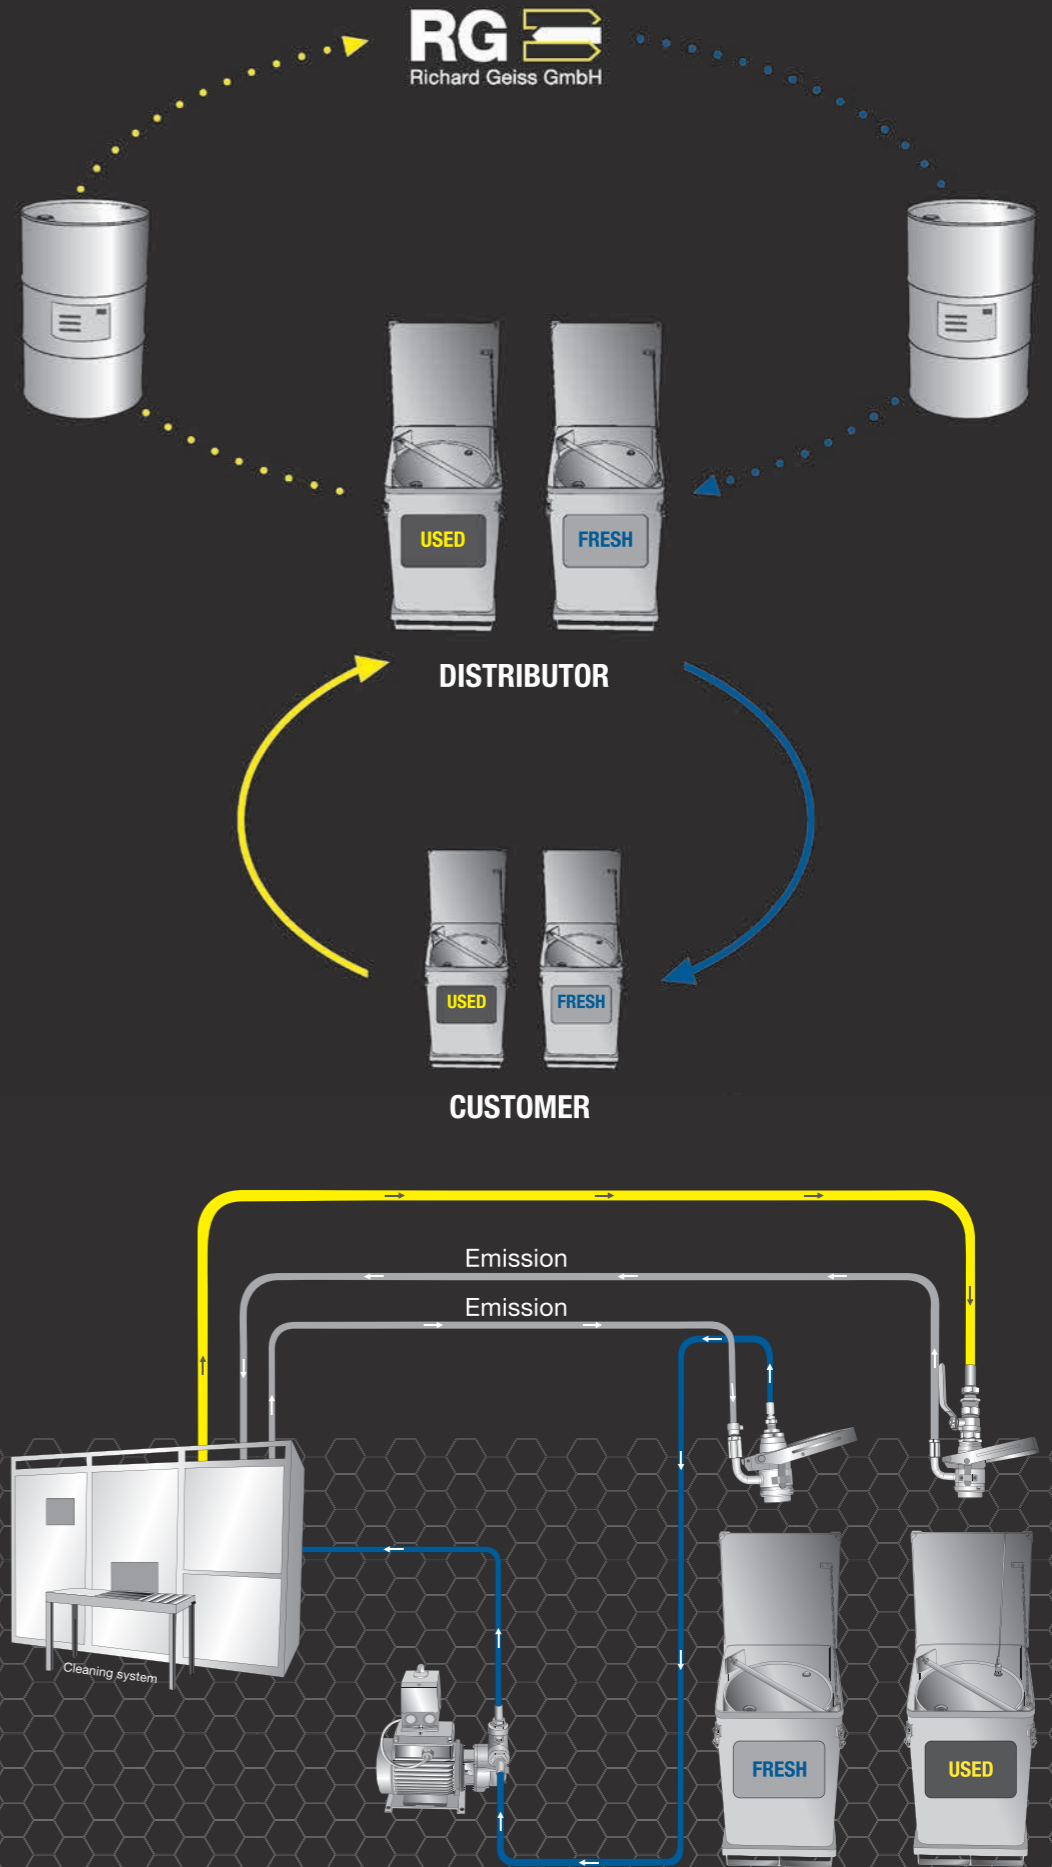 RG
Richard Geiss GmbH
USED
FRESH
DISTRIBUTOR
USED
FRESH
CUSTOMER
Emission
Emission
Cleaning system
FRESH
USED